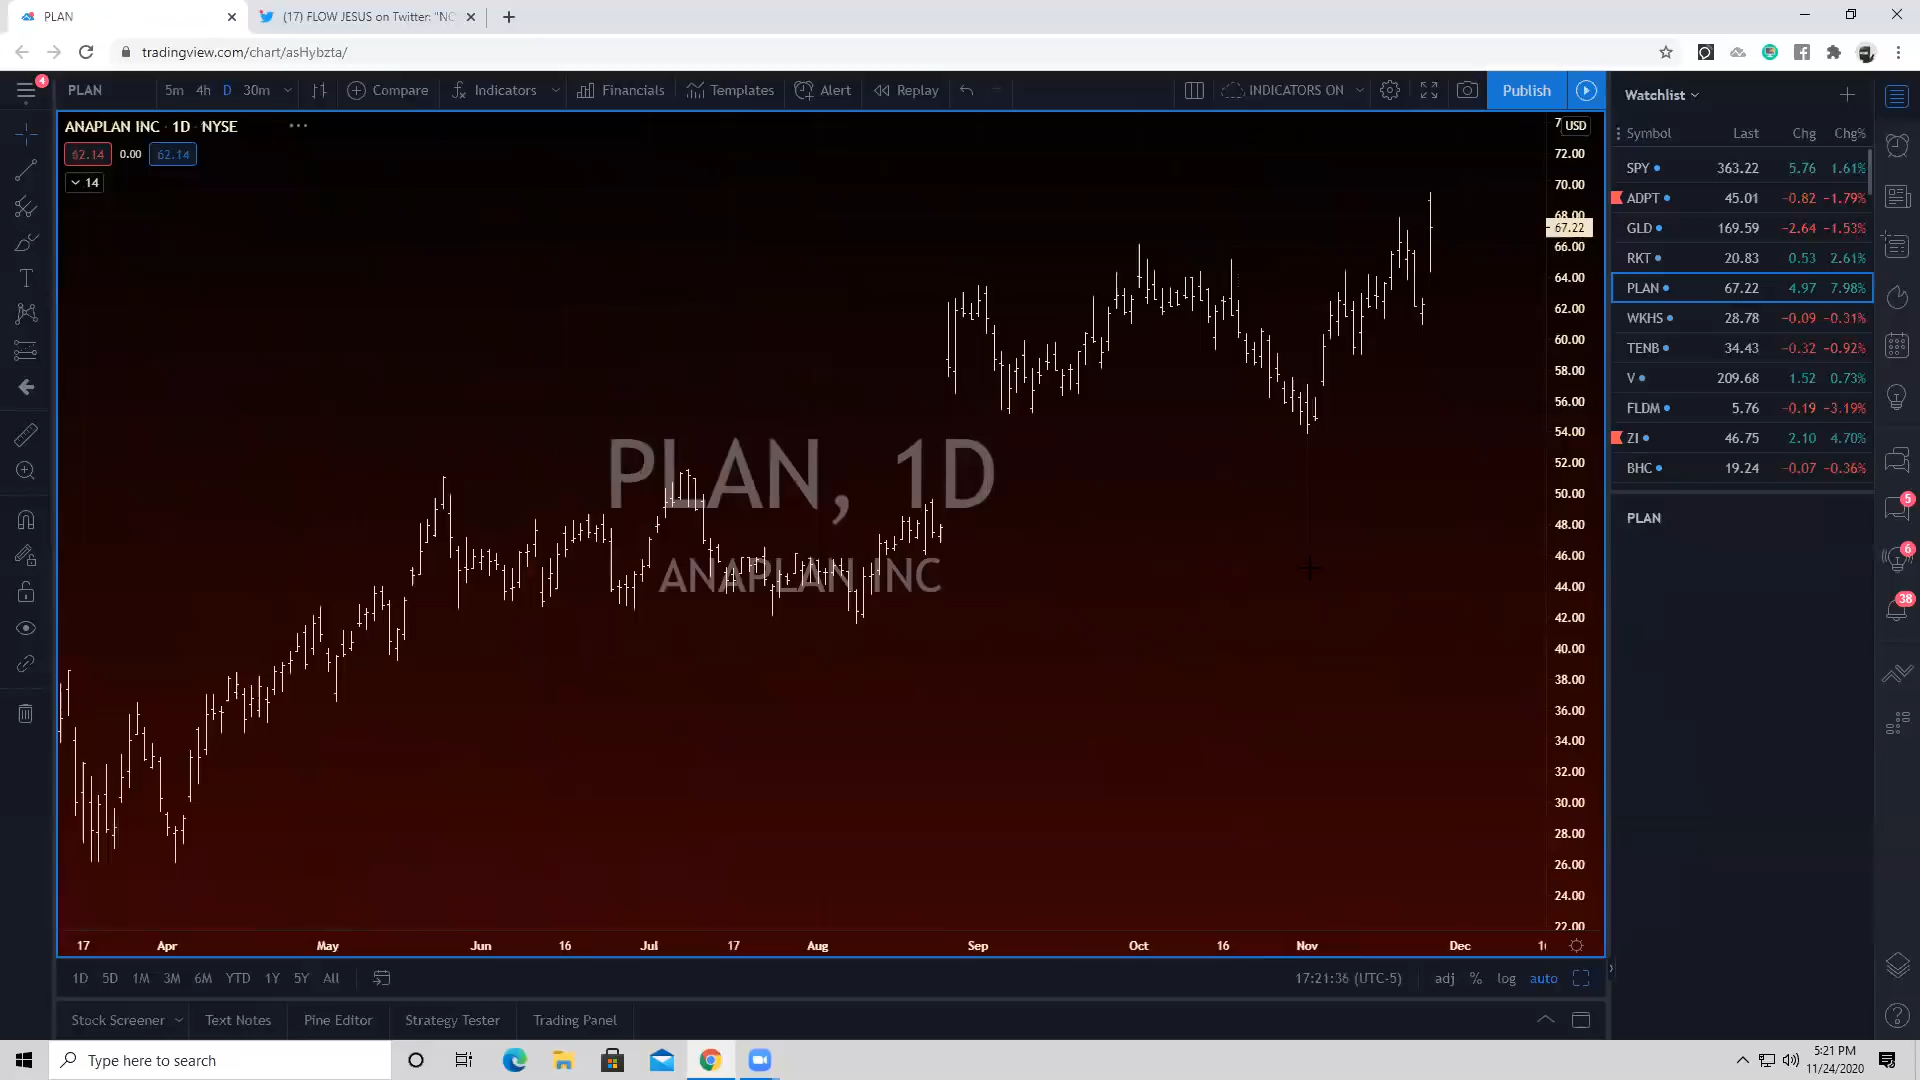 PLAN
(17) FLOW JESUS on Twitter: "NO
tradingview.com/chart/asHybzta/
4
PLAN 5m 4h D 30m Compare Indicators Financials Templates Alert Replay INDICATORS ON Publish
ANAPLAN INC · 1D · NYSE
62.14 0.00 62.14
14
PLAN, 1D
ANAPLAN INC
USD
72.00
70.00
68.00
67.22
66.00
64.00
62.00
60.00
58.00
56.00
54.00
52.00
50.00
48.00
46.00
44.00
42.00
40.00
38.00
36.00
34.00
32.00
30.00
28.00
26.00
24.00
22.00
17 Apr May Jun 16 Jul 17 Aug Sep Oct 16 Nov Dec
1D 5D 1M 3M 6M YTD 1Y 5Y All
17:21:36 (UTC-5) adj % log auto
Stock Screener Text Notes Pine Editor Strategy Tester Trading Panel
Watchlist
Symbol Last Chg Chg%
SPY 363.22 5.76 1.61%
ADPT 45.01 −0.82 −1.79%
GLD 169.59 −2.64 −1.53%
RKT 20.83 0.53 2.61%
PLAN 67.22 4.97 7.98%
WKHS 28.78 −0.09 −0.31%
TENB 34.43 −0.32 −0.92%
V 209.68 1.52 0.73%
FLDM 5.76 −0.19 −3.19%
ZI 46.75 2.10 4.70%
BHC 19.24 −0.07 −0.36%
PLAN
5
6
38
Type here to search
5:21 PM
11/24/2020